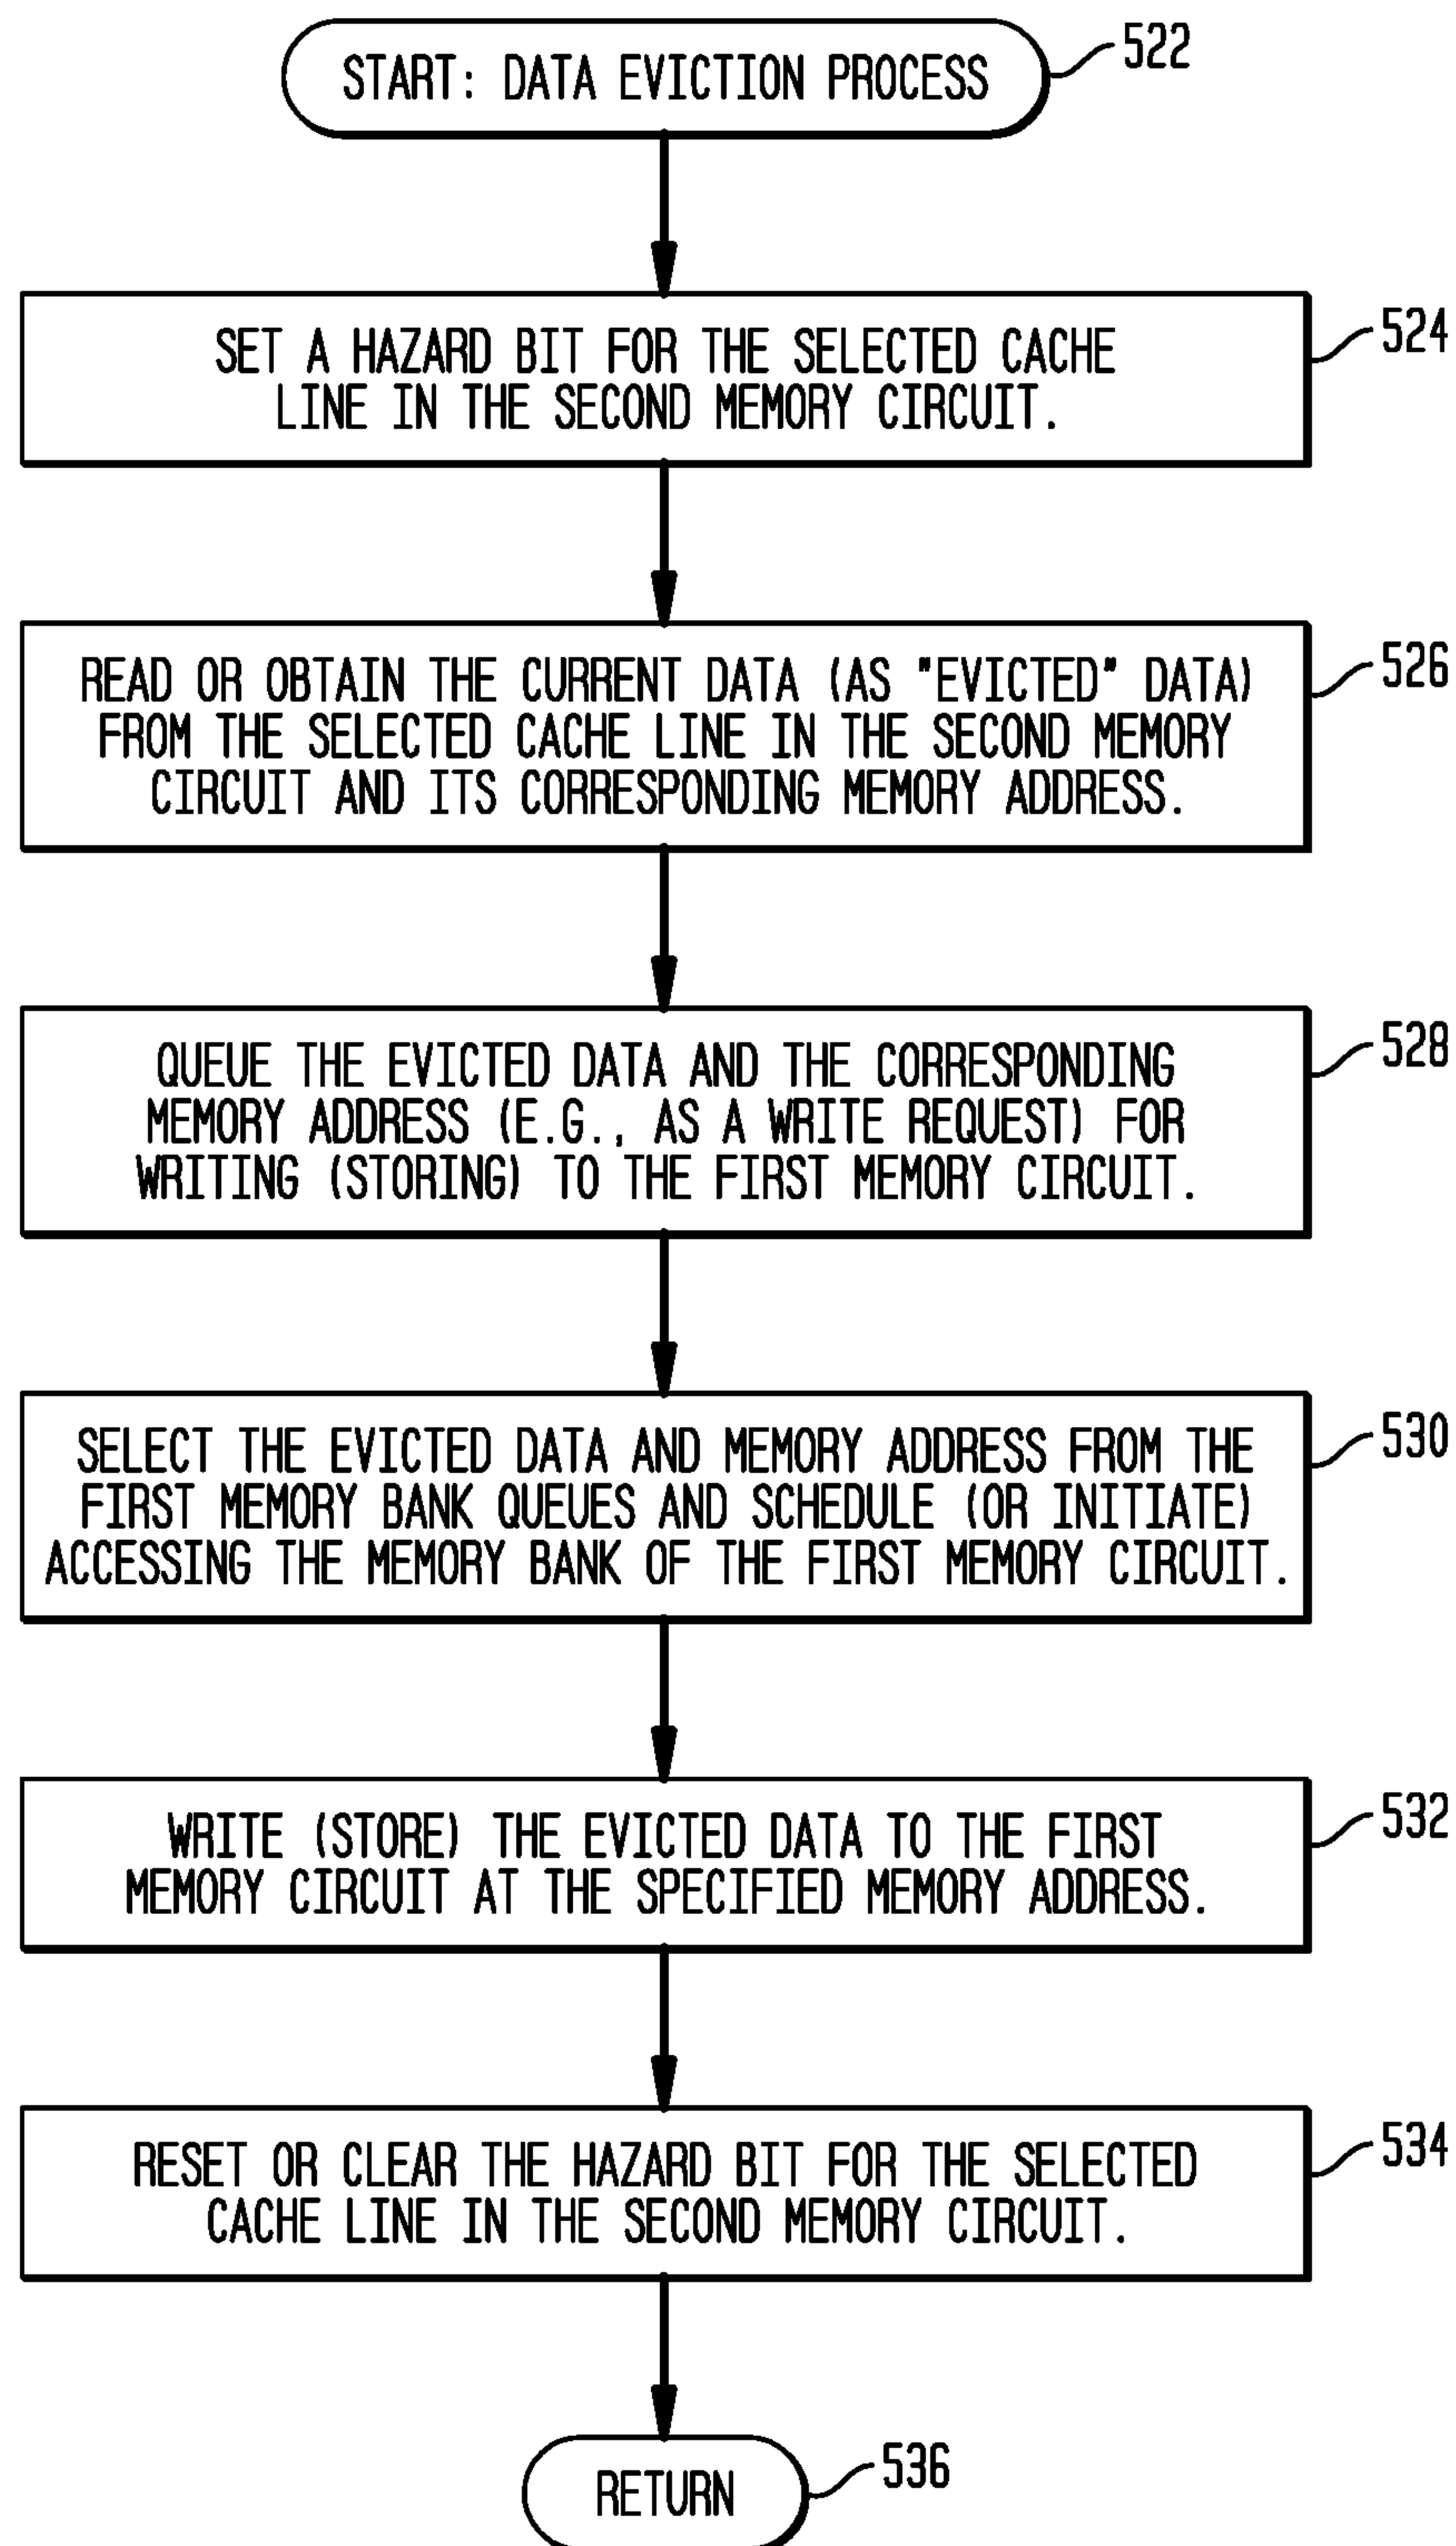 START: DATA EVICTION PROCESS
522
SET A HAZARD BIT FOR THE SELECTED CACHE
LINE IN THE SECOND MEMORY CIRCUIT.
524
READ OR OBTAIN THE CURRENT DATA (AS "EVICTED" DATA)
FROM THE SELECTED CACHE LINE IN THE SECOND MEMORY
CIRCUIT AND ITS CORRESPONDING MEMORY ADDRESS.
526
QUEUE THE EVICTED DATA AND THE CORRESPONDING
MEMORY ADDRESS (E.G., AS A WRITE REQUEST) FOR
WRITING (STORING) TO THE FIRST MEMORY CIRCUIT.
528
SELECT THE EVICTED DATA AND MEMORY ADDRESS FROM THE
FIRST MEMORY BANK QUEUES AND SCHEDULE (OR INITIATE)
ACCESSING THE MEMORY BANK OF THE FIRST MEMORY CIRCUIT.
530
WRITE (STORE) THE EVICTED DATA TO THE FIRST
MEMORY CIRCUIT AT THE SPECIFIED MEMORY ADDRESS.
532
RESET OR CLEAR THE HAZARD BIT FOR THE SELECTED
CACHE LINE IN THE SECOND MEMORY CIRCUIT.
534
RETURN
536